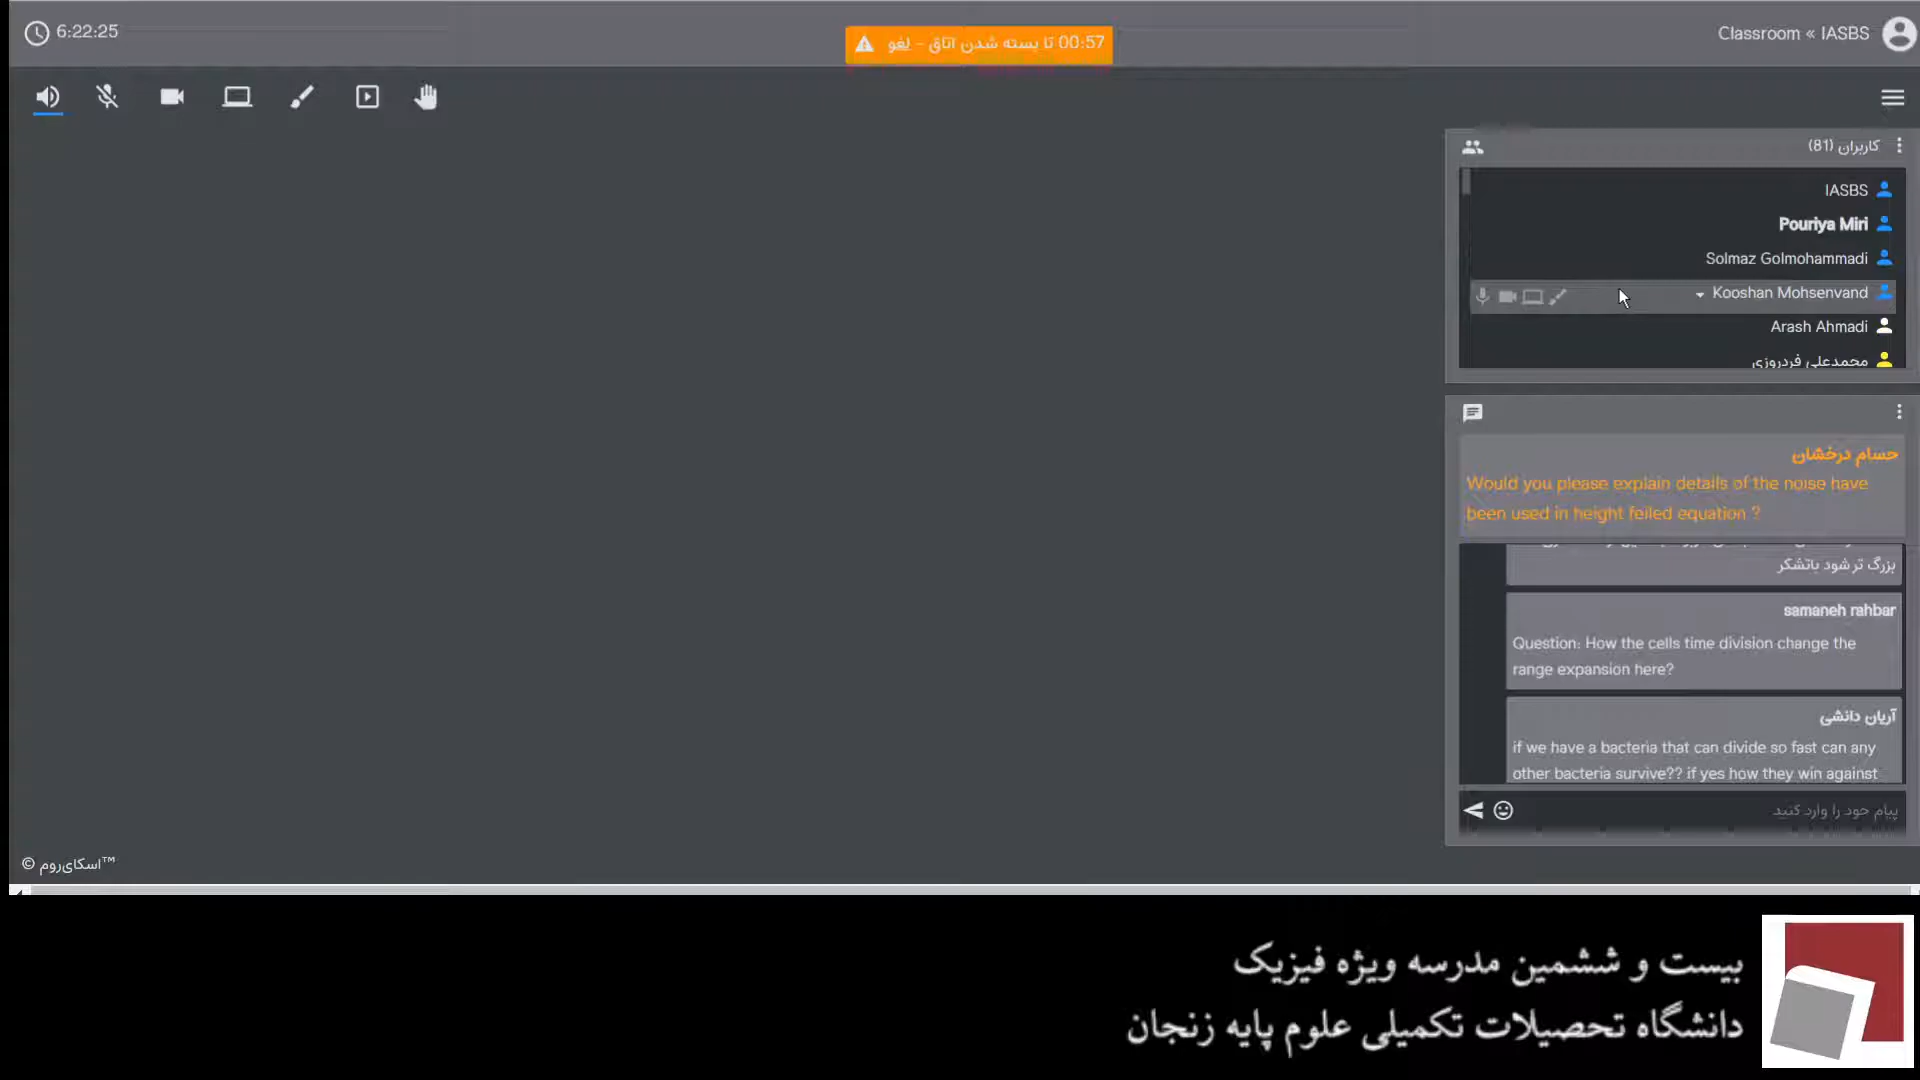 6:22:25
00:57 تا بسته شدن اتاق - لغو
Classroom « IASBS
کاربران (81)
IASBS
Pouriya Miri
Solmaz Golmohammadi
Kooshan Mohsenvand
Arash Ahmadi
محمدعلی فردروزی
حسام درخشان
Would you please explain details of the noise have
been used in height feiled equation ?
بزرگ تر شود باتشکر
samaneh rahbar
Question: How the cells time division change the
range expansion here?
آریان دانشی
if we have a bacteria that can divide so fast can any
other bacteria survive?? if yes how they win against
پیام خود را وارد کنید
© اسکای‌روم™
بیست و ششمین مدرسه ویژه فیزیک
دانشگاه تحصیلات تکمیلی علوم پایه زنجان